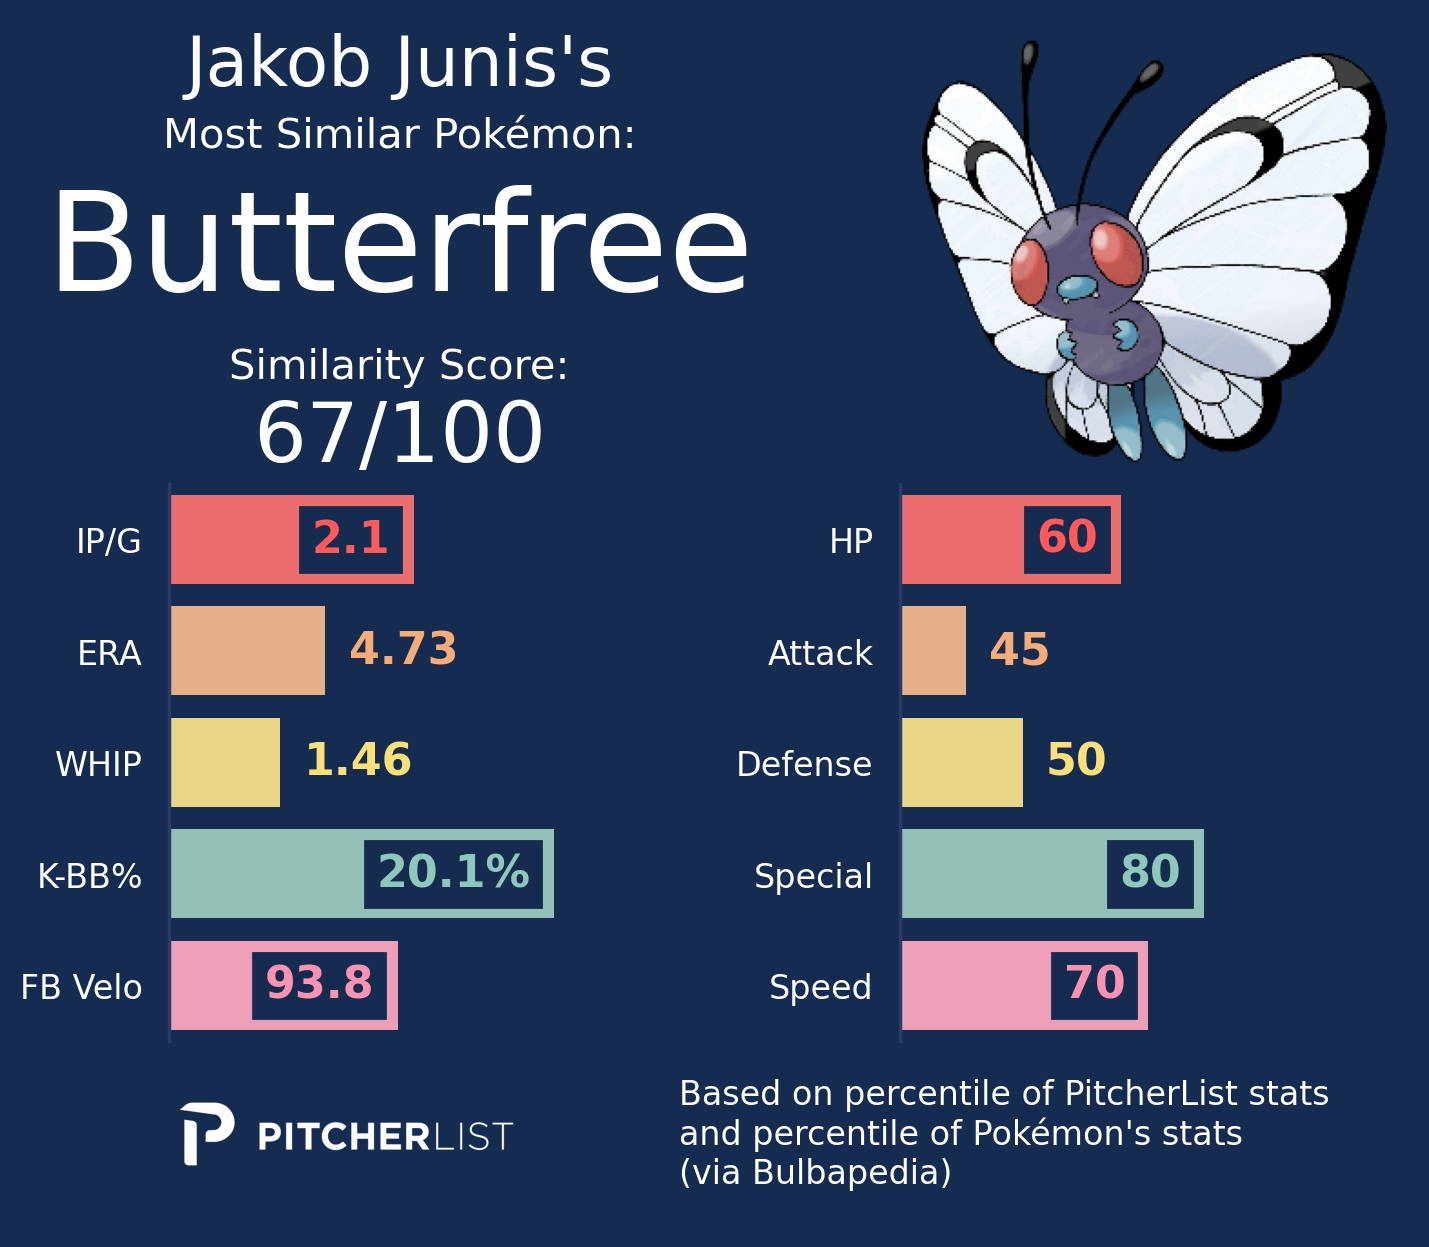 Jakob Junis's
Most Similar Pokémon:
Butterfree
Similarity Score:
67/100
IP/G 2.1
ERA 4.73
WHIP 1.46
K-BB% 20.1%
FB Velo 93.8
HP 60
Attack 45
Defense 50
Special 80
Speed 70
PITCHERLIST
Based on percentile of PitcherList stats
and percentile of Pokémon's stats
(via Bulbapedia)